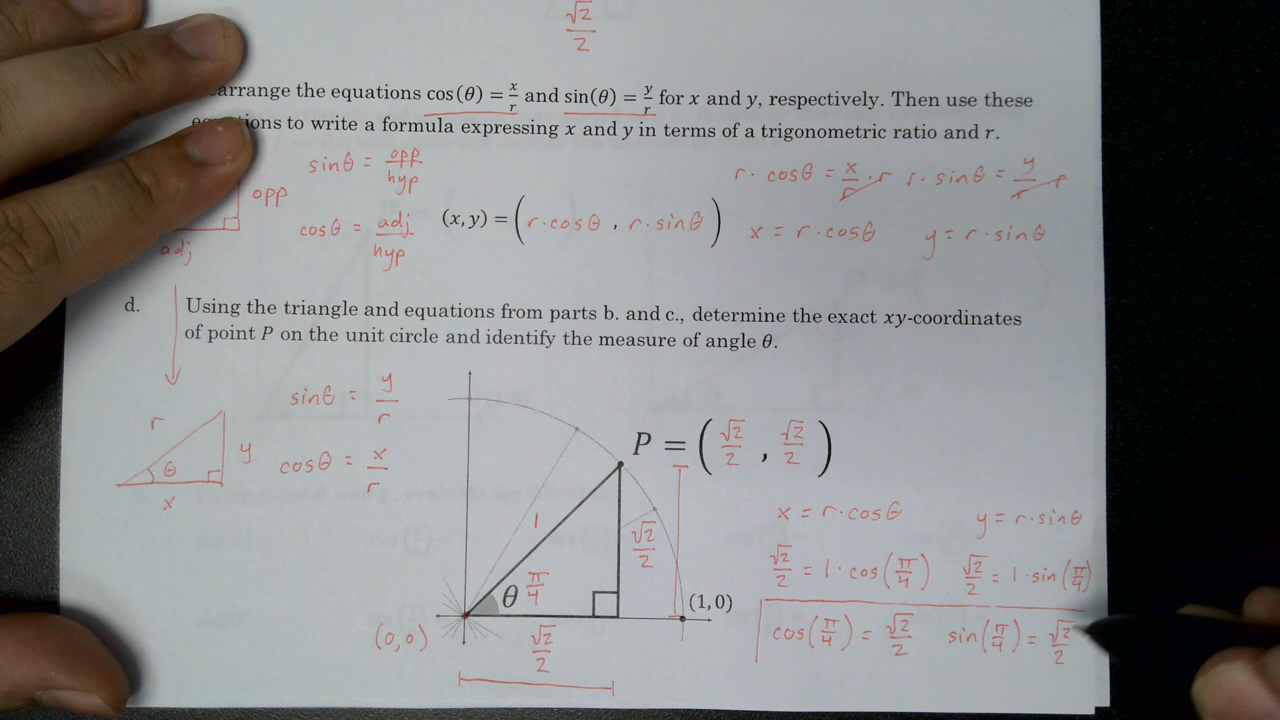 √2/2
arrange the equations cos(θ) = x/r and sin(θ) = y/r for x and y, respectively. Then use these
tions to write a formula expressing x and y in terms of a trigonometric ratio and r.
sinθ = opp/hyp
r · cosθ = x/r · r
r · sinθ = y/r · r
opp
cosθ = adj/hyp
(x, y) = (r·cosθ , r·sinθ)
x = r·cosθ
y = r·sinθ
adj
d. Using the triangle and equations from parts b. and c., determine the exact xy-coordinates
of point P on the unit circle and identify the measure of angle θ.
sinθ = y/r
r
y
θ
x
cosθ = x/r
P = (√2/2 , √2/2)
1
√2/2
θ π/4
(1, 0)
(0,0)
√2/2
x = r·cosθ
y = r·sinθ
√2/2 = 1 · cos(π/4)
√2/2 = 1 · sin(π/4)
cos(π/4) = √2/2
sin(π/4) = √2/2